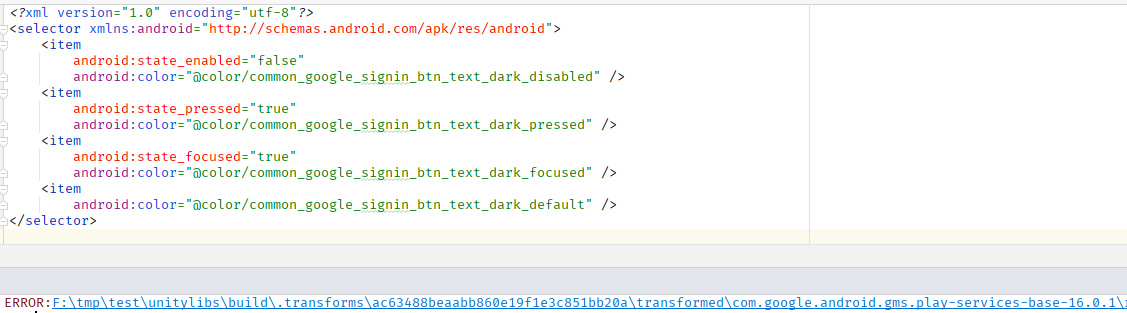 <?xml version="1.0" encoding="utf-8"?>
<selector xmlns:android="http://schemas.android.com/apk/res/android">
    <item
        android:state_enabled="false"
        android:color="@color/common_google_signin_btn_text_dark_disabled" />
    <item
        android:state_pressed="true"
        android:color="@color/common_google_signin_btn_text_dark_pressed" />
    <item
        android:state_focused="true"
        android:color="@color/common_google_signin_btn_text_dark_focused" />
    <item
        android:color="@color/common_google_signin_btn_text_dark_default" />
</selector>
ERROR:F:\tmp\test\unitylibs\build\.transforms\ac63488beaabb860e19f1e3c851bb20a\transformed\com.google.android.gms.play-services-base-16.0.1\